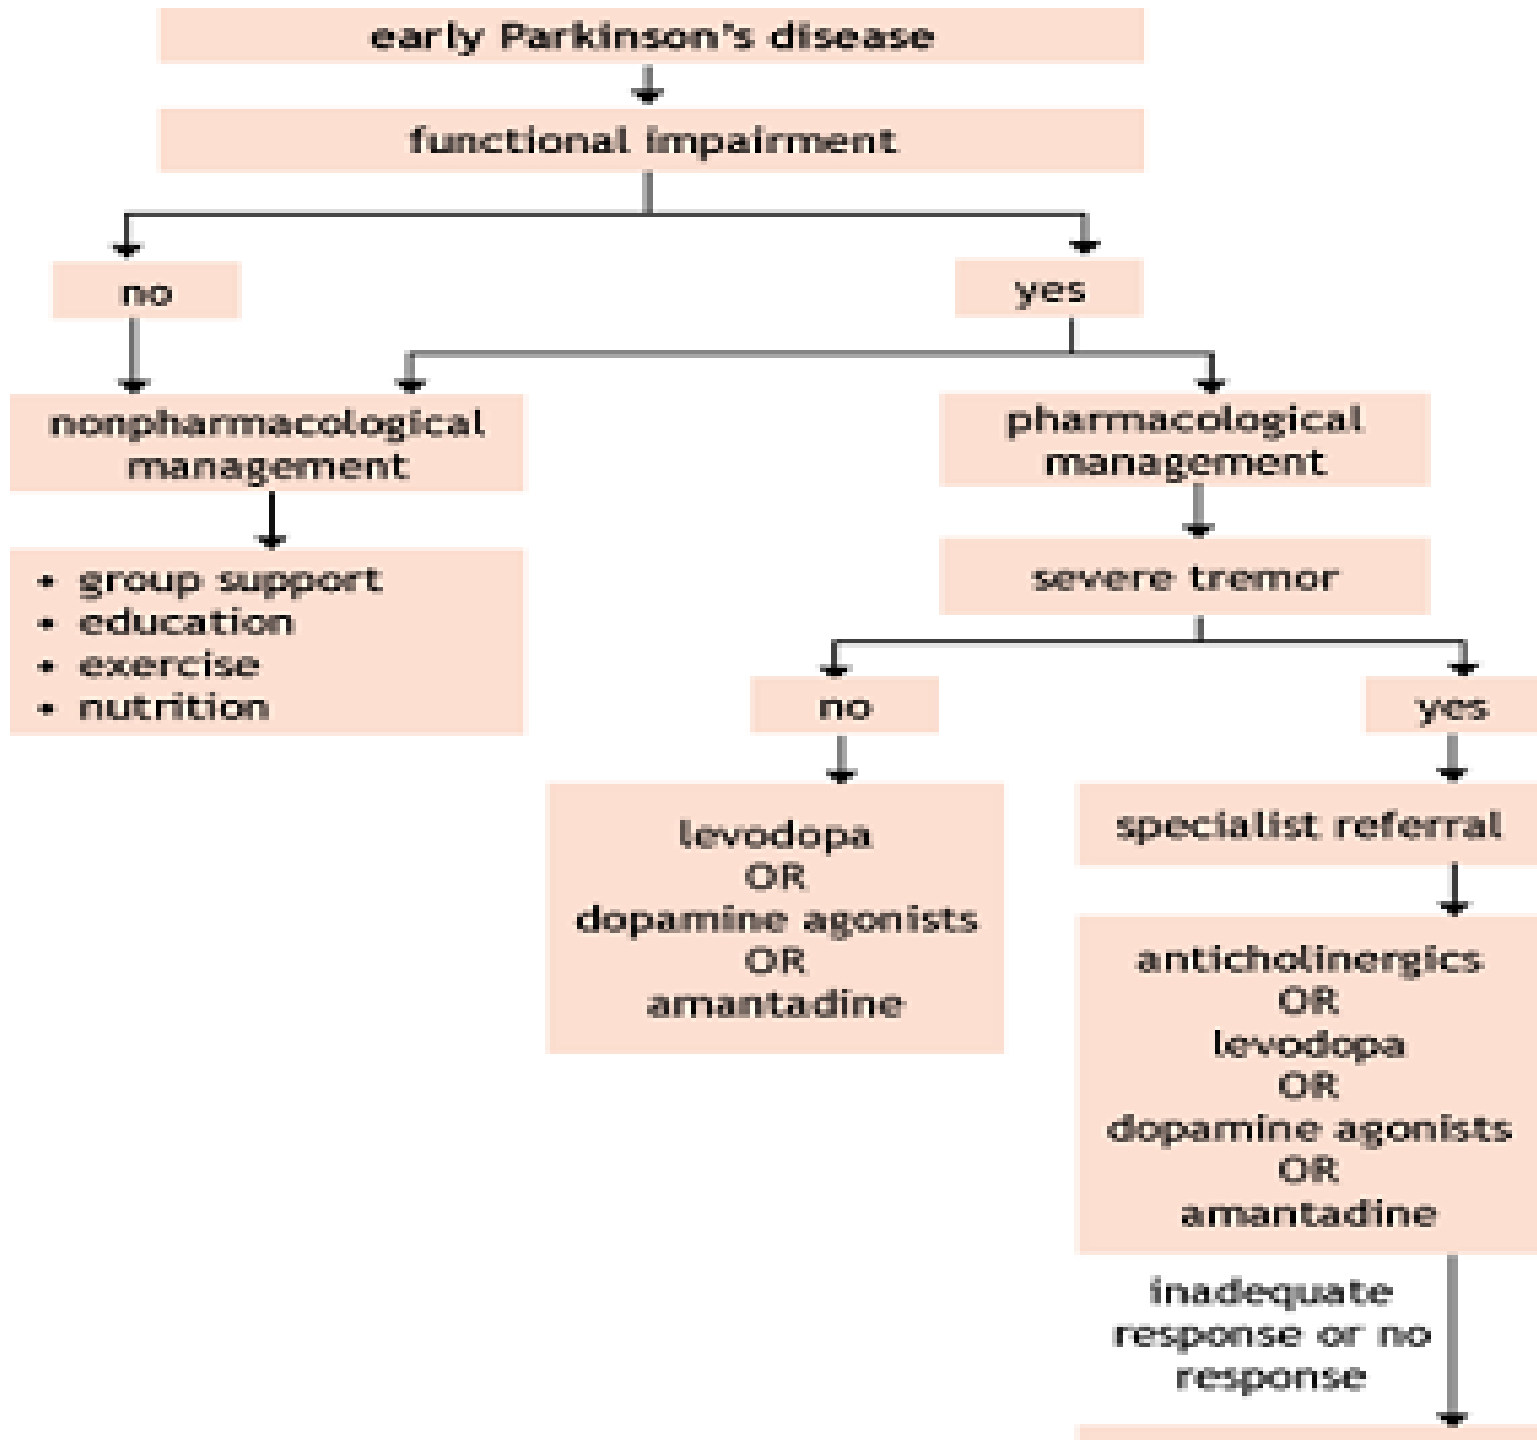 early Parkinson's disease
functional impairment
no
yes
nonpharmacological
management
pharmacological
management
• group support
• education
• exercise
• nutrition
severe tremor
no
yes
levodopa
OR
dopamine agonists
OR
amantadine
specialist referral
anticholinergics
OR
levodopa
OR
dopamine agonists
OR
amantadine
inadequate
response or no
response